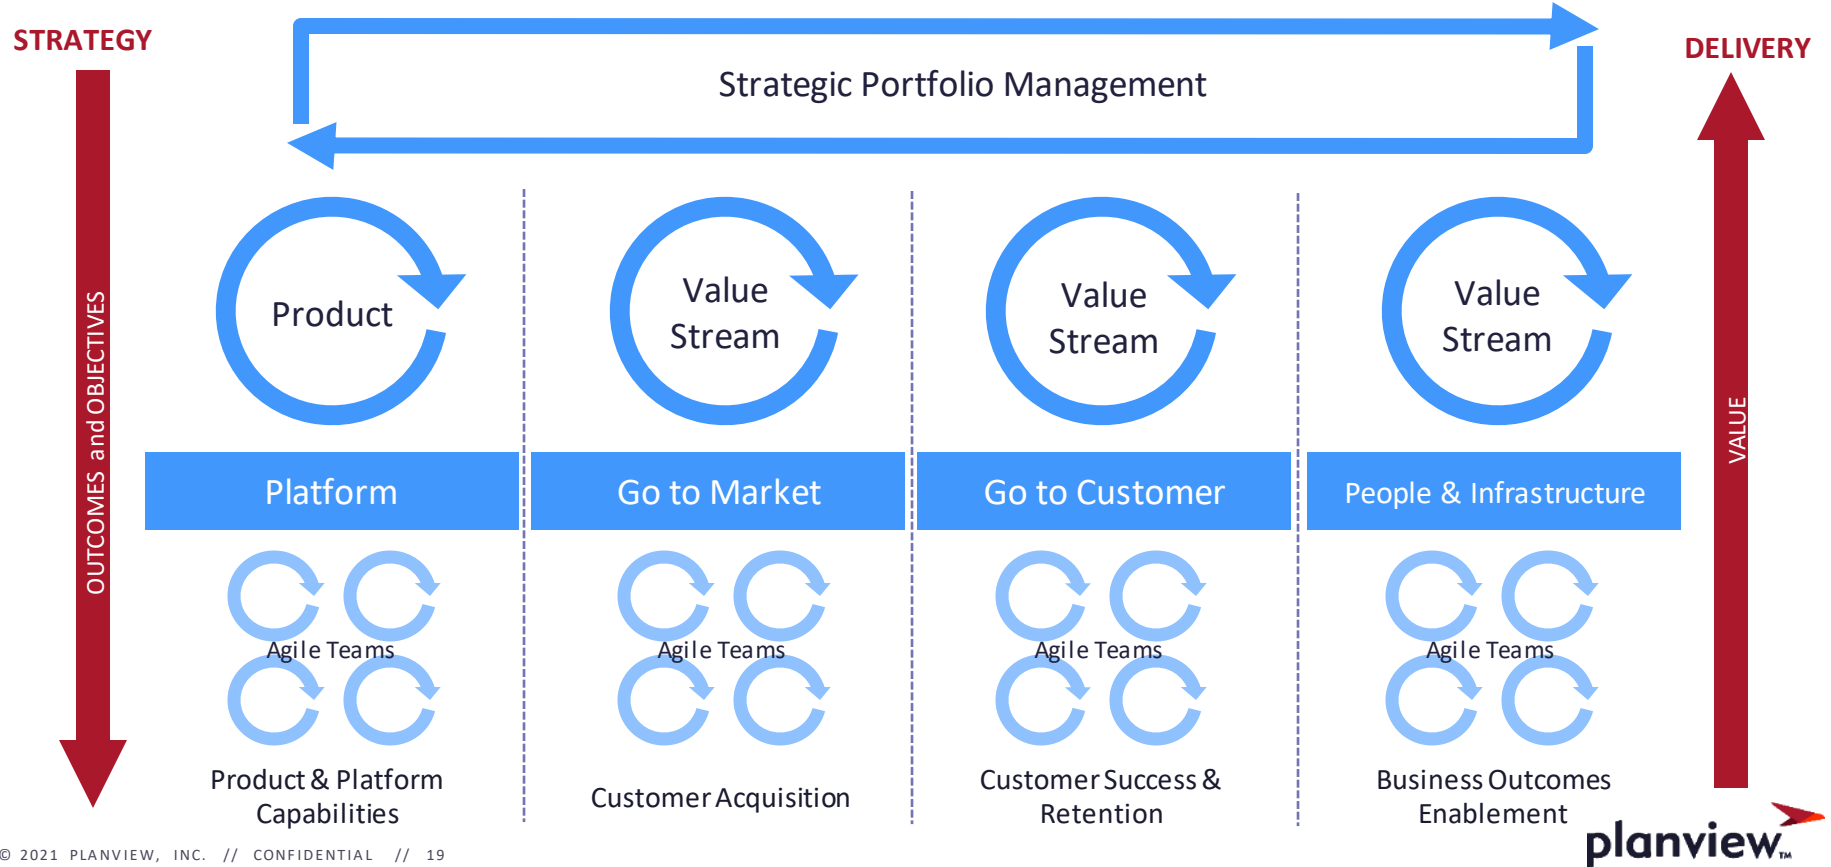 STRATEGY
DELIVERY
Strategic Portfolio Management
OUTCOMES and OBJECTIVES
VALUE
Product
Value
Stream
Value
Stream
Value
Stream
Platform
Go to Market
Go to Customer
People & Infrastructure
Agile Teams
Agile Teams
Agile Teams
Agile Teams
Product & Platform
Capabilities
Customer Acquisition
Customer Success &
Retention
Business Outcomes
Enablement
© 2021 PLANVIEW, INC. // CONFIDENTIAL // 19
planview™